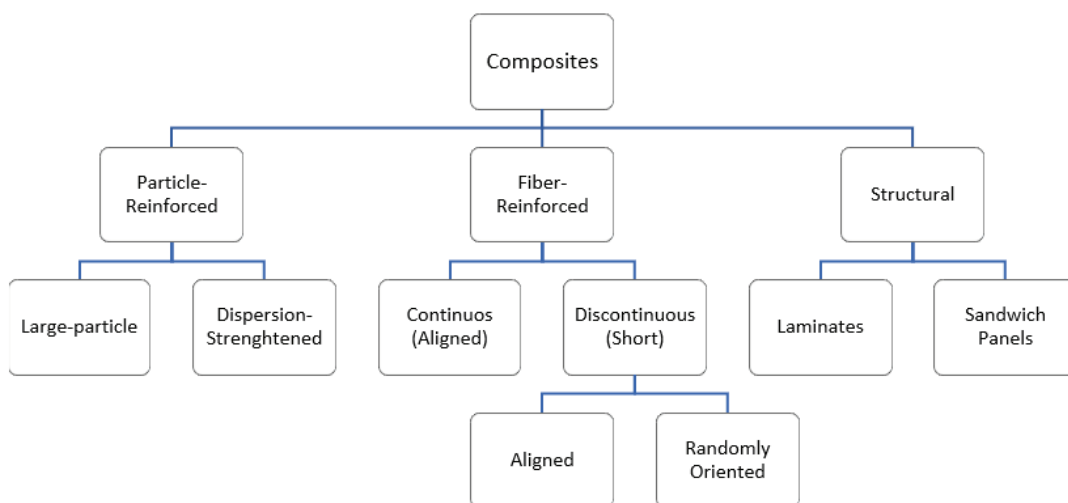 Composites
Particle-
Reinforced
Fiber-
Reinforced
Structural
Large-particle
Dispersion-
Strenghtened
Continuos
(Aligned)
Discontinuous
(Short)
Laminates
Sandwich
Panels
Aligned
Randomly
Oriented